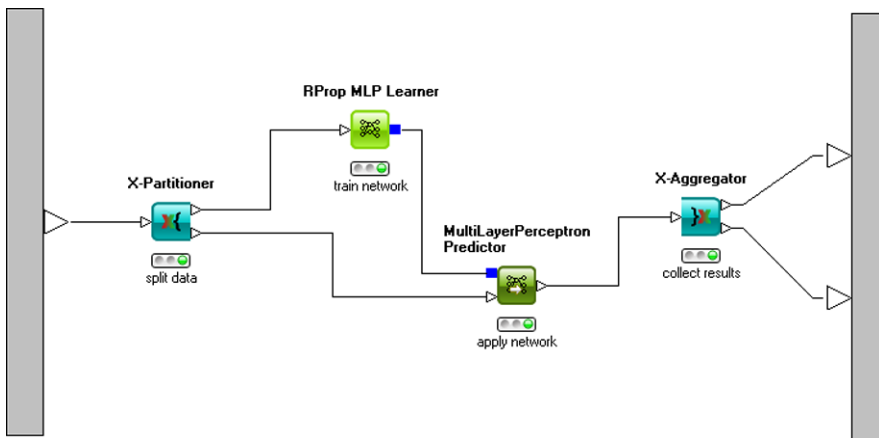 RProp MLP Learner
train network
X-Partitioner
split data
MultiLayerPerceptron
Predictor
apply network
X-Aggregator
collect results